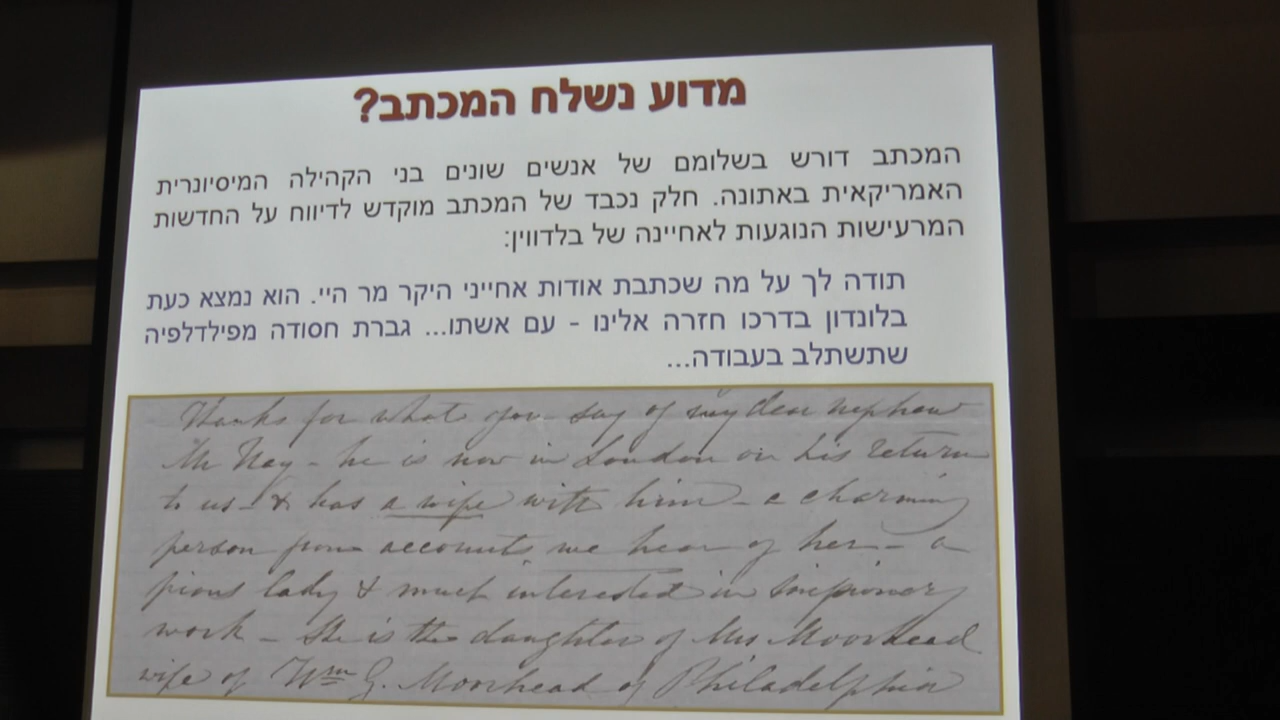 מדוע נשלח המכתב?
המכתב דורש בשלומם של אנשים שונים בני הקהילה המיסיונרית
האמריקאית באתונה. חלק נכבד של המכתב מוקדש לדיווח על החדשות
המרעישות הנוגעות לאחיינה של בלדווין:
תודה לך על מה שכתבת אודות אחייני היקר מר היי. הוא נמצא כעת
בלונדון בדרכו חזרה אלינו - עם אשתו... גברת חסודה מפילדלפיה
שתשתלב בעבודה...
Thanks for what you say of my dear nephew
Mr Hay - he is now in London on his return
to us - & has a wife with him - a charming
person from accounts we hear of her - a
pious lady & much interested in missionary
work - She is the daughter of Mrs Moorhead
wife of Wm G. Moorhead of Philadelphia